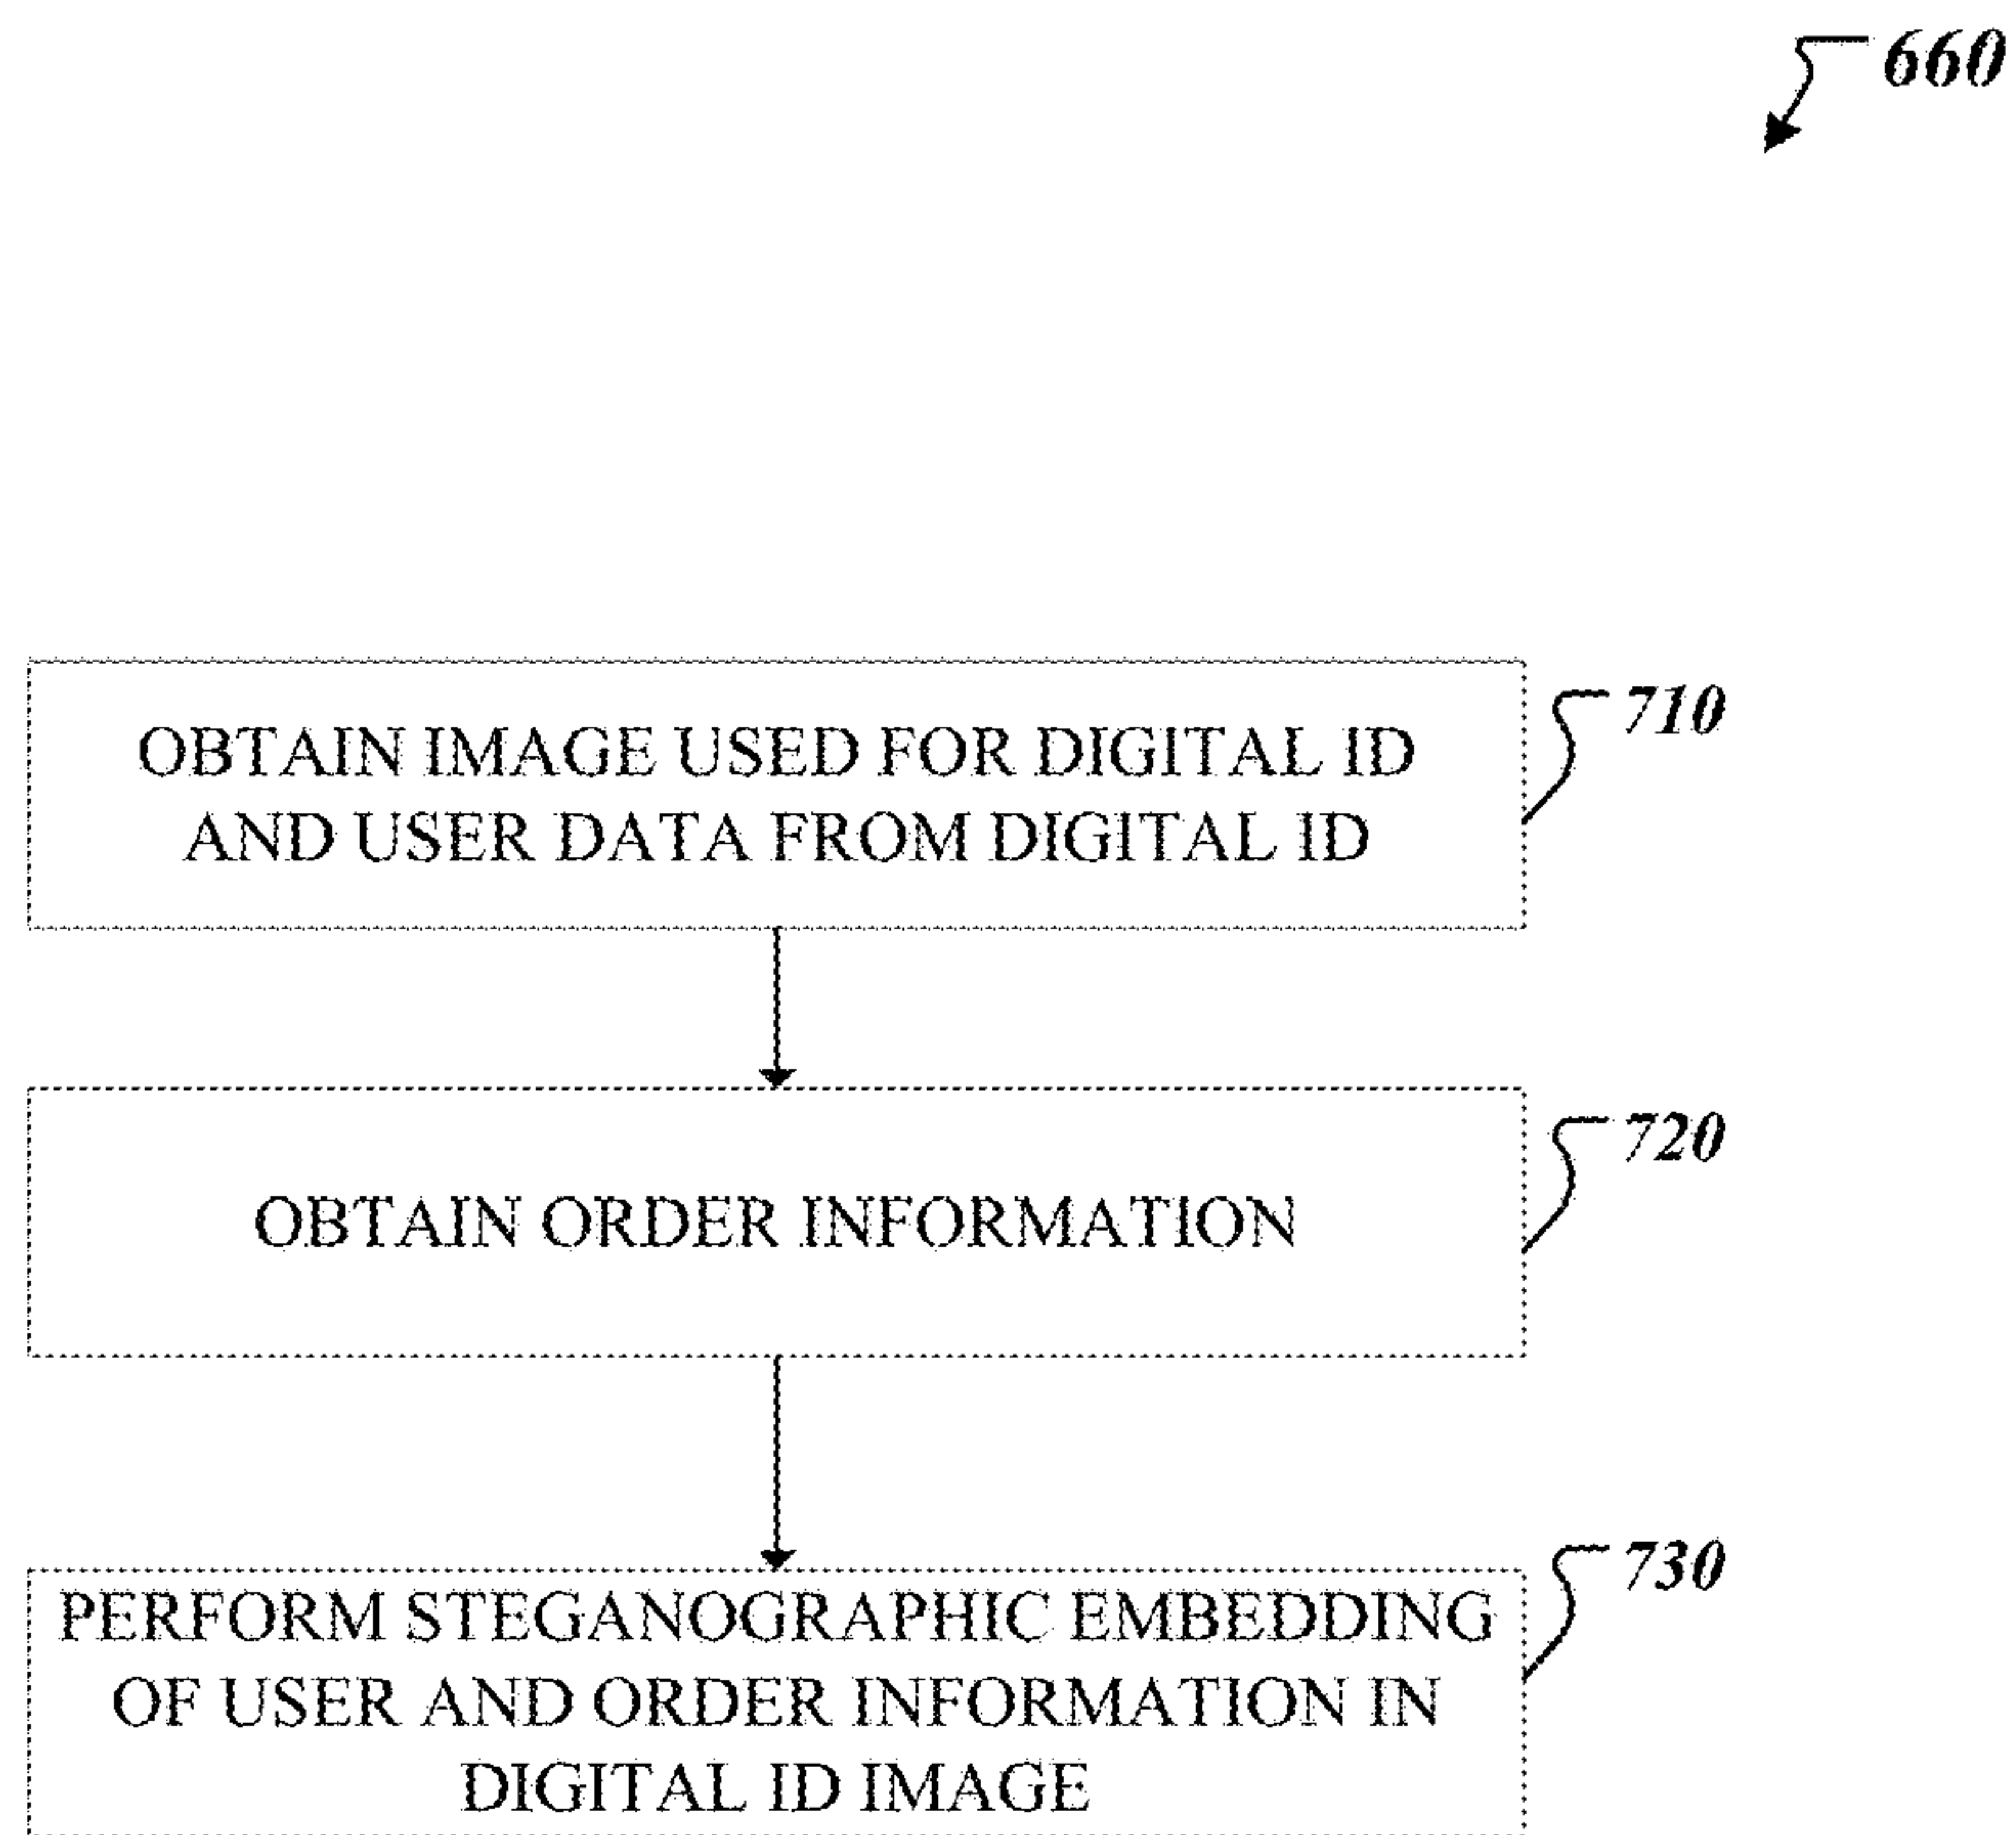 660
OBTAIN IMAGE USED FOR DIGITAL ID
AND USER DATA FROM DIGITAL ID
710
OBTAIN ORDER INFORMATION
720
PERFORM STEGANOGRAPHIC EMBEDDING
OF USER AND ORDER INFORMATION IN
DIGITAL ID IMAGE
730